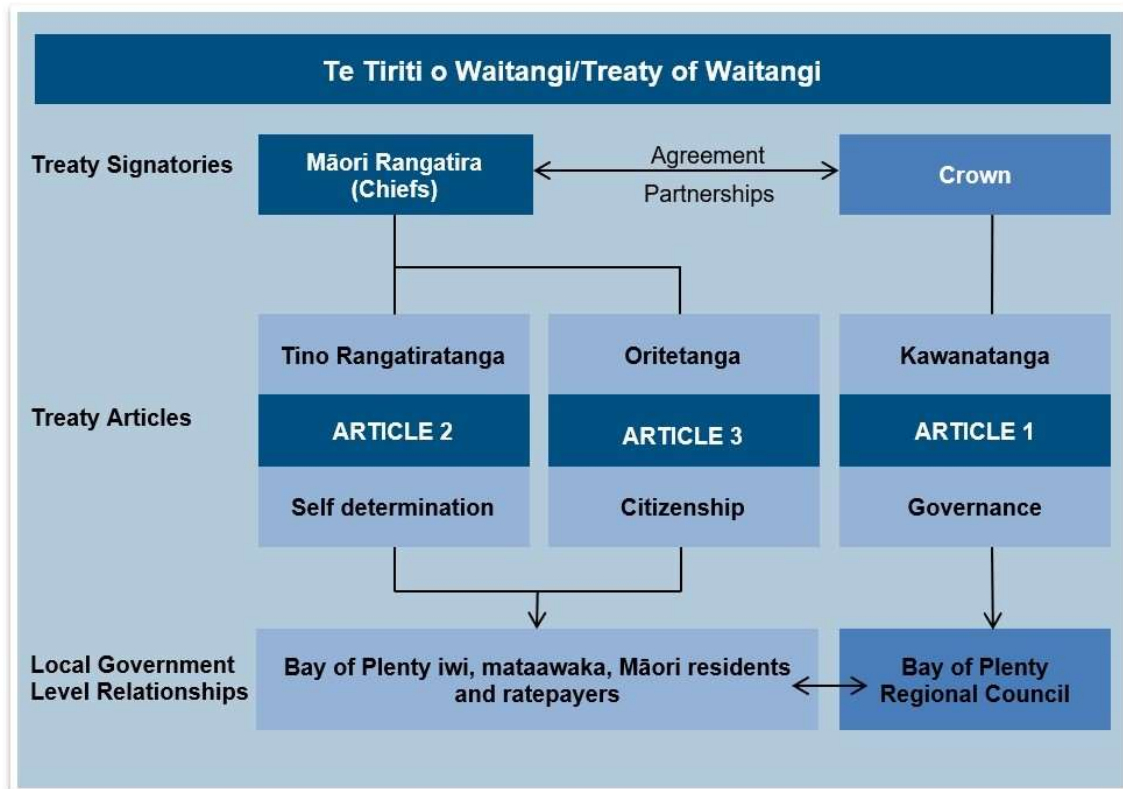 Te Tiriti o Waitangi/Treaty of Waitangi
Treaty Signatories
Māori Rangatira
(Chiefs)
Agreement
Partnerships
Crown
Tino Rangatiratanga
Oritetanga
Kawanatanga
Treaty Articles
ARTICLE 2
ARTICLE 3
ARTICLE 1
Self determination
Citizenship
Governance
Local Government
Level Relationships
Bay of Plenty iwi, mataawaka, Māori residents
and ratepayers
Bay of Plenty
Regional Council